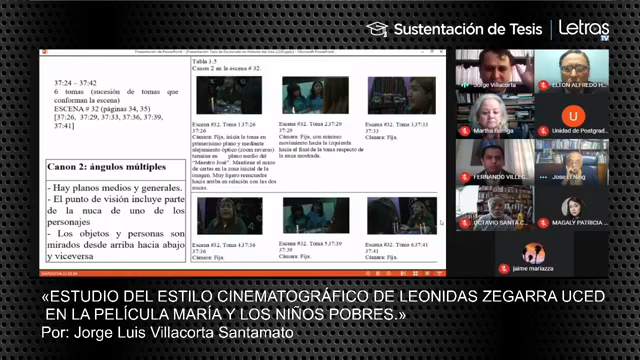 Sustentación de Tesis
Letras
TV
37:24 – 37:42
6 tomas (sucesión de tomas que
conforman la escena)
ESCENA # 32 (páginas 34, 35)
[37:26, 37:29, 37:33, 37:36, 37:39,
37:41]
Canon 2: ángulos múltiples
- Hay planos medios y generales.
- El punto de visión incluye parte
de la nuca de uno de los
personajes
- Los objetos y personas son
mirados desde arriba hacia abajo
y viceversa
Tabla 3.5
Canon 2 en la escena # 32.
Escena #32. Toma 1.37:26
37:26
Cámara: Fija, inicia la toma en
primerísimo plano y mediante
alejamiento óptico (zoom reverse)
termina en plano medio del
"Maestro José". Mantiene el mazo
de cartas en la zona inicial de la
imagen. Muy ligero reencuadre
hacia arriba en relación con las dos
nucas.
Escena #32. Toma 2.37:29
37:29
Cámara: Fija, con mínimo
movimiento hacia la izquierda
hacia el final de la toma respecto de
la nuca mostrada.
Escena #32. Toma 3.37:33
37:33
Cámara: Fija.
Escena #32. Toma 4.37:36
37:36
Cámara: Fija.
Escena #32. Toma 5.37:39
37:39
Cámara: Fija.
Escena #32. Toma 6.37:41
37:41
Cámara: Fija.
Jorge Villacorta
ELTON ALFREDO H...
Martha Barriga
U
Unidad de Postgrad...
FERNANDO VILLEG...
OCTAVIO SANTA C...
MAGALY PATRICIA
jaime mariazza
«ESTUDIO DEL ESTILO CINEMATOGRÁFICO DE LEONIDAS ZEGARRA UCED
EN LA PELÍCULA MARÍA Y LOS NIÑOS POBRES.»
Por: Jorge Luis Villacorta Santamato